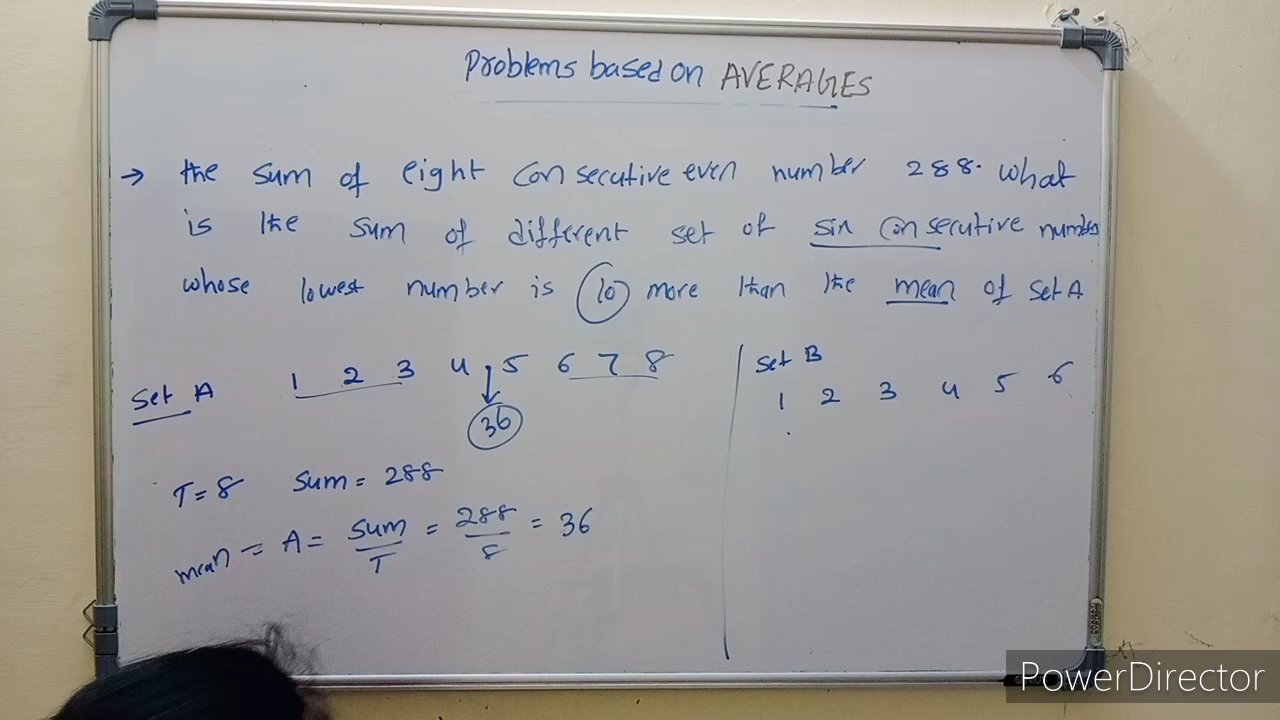 Problems based on AVERAGES
→ the sum of eight consecutive even number 288. what
is the sum of different set of six consecutive number
whose lowest number is 10 more than the mean of set A
Set A 1 2 3 4 5 6 7 8
36
T = 8 Sum = 288
mean = A = Sum/T = 288/8 = 36
Set B
1 2 3 4 5 6
PowerDirector